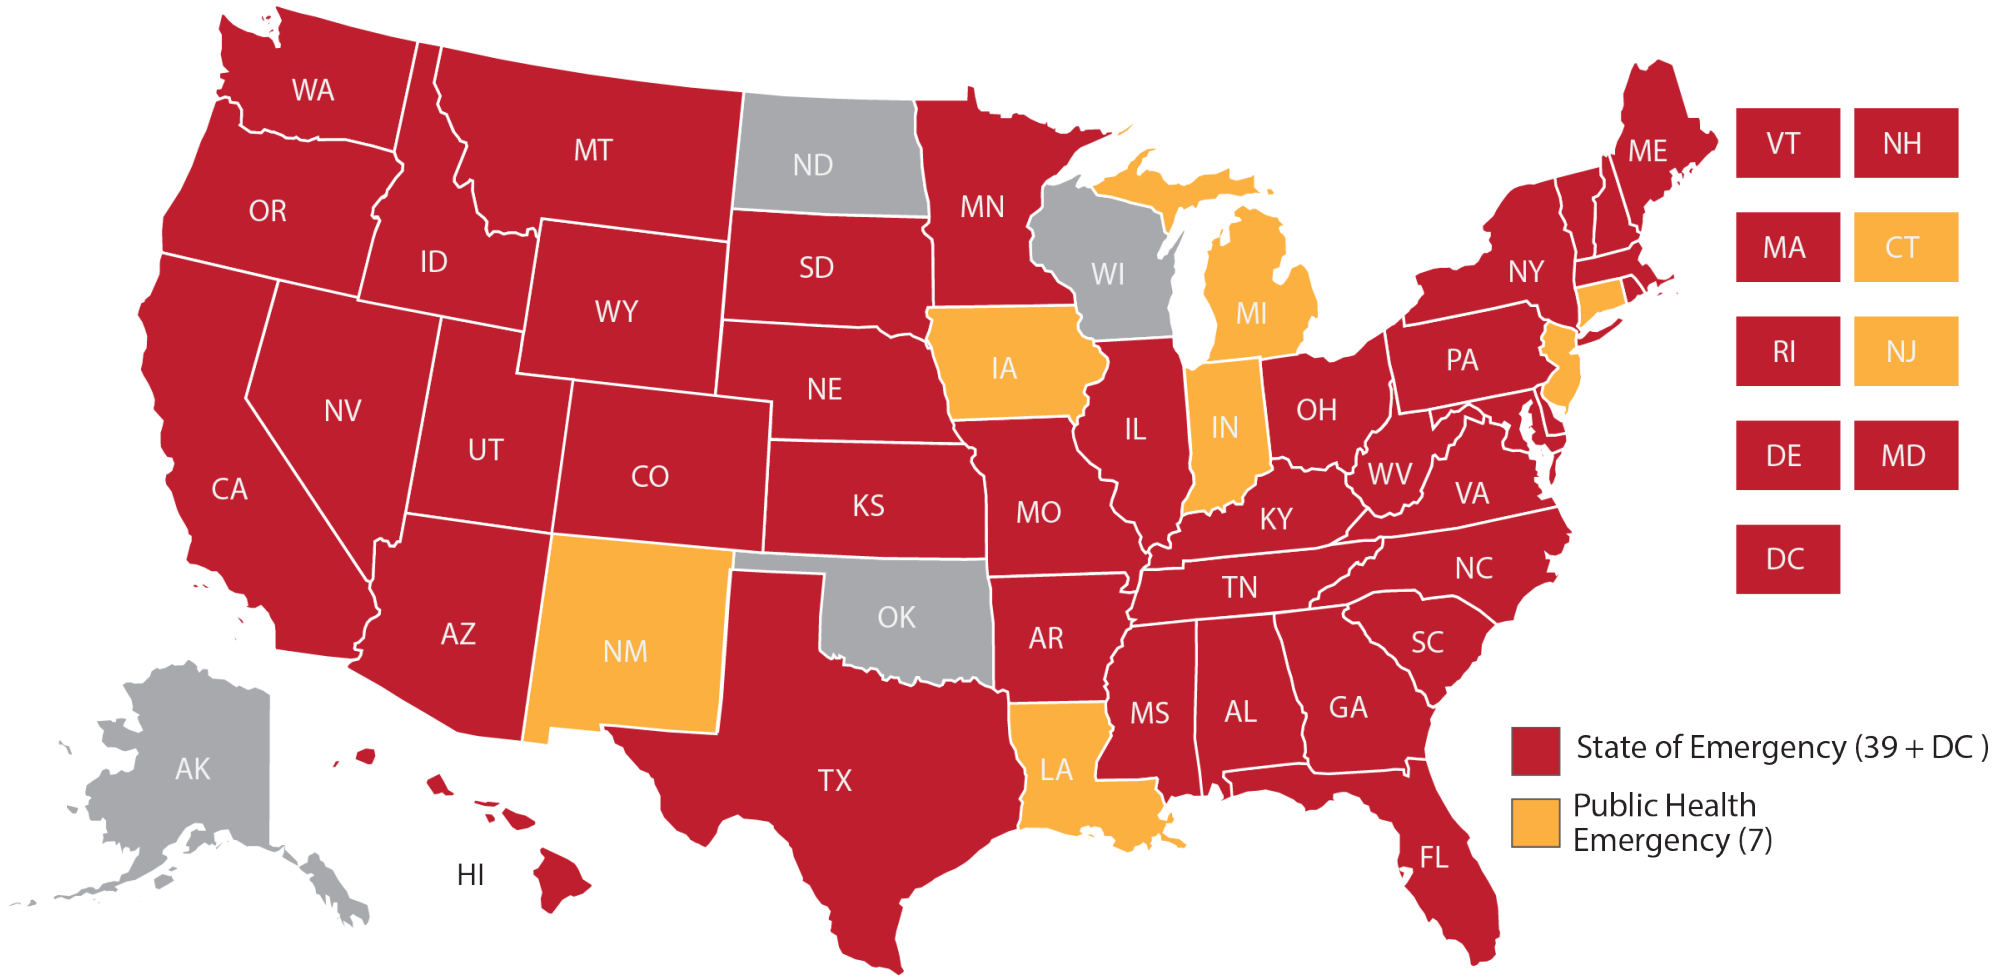 WA
MT
ND
MN
ME
VT
NH
OR
ID
SD
WI
NY
MA
CT
WY
MI
RI
NJ
NV
NE
IA
IL
IN
OH
PA
UT
CA
CO
KS
MO
KY
WV
VA
DE
MD
DC
AZ
NM
OK
AR
TN
NC
SC
AK
TX
LA
MS
AL
GA
State of Emergency (39 + DC )
Public Health
Emergency (7)
HI
FL